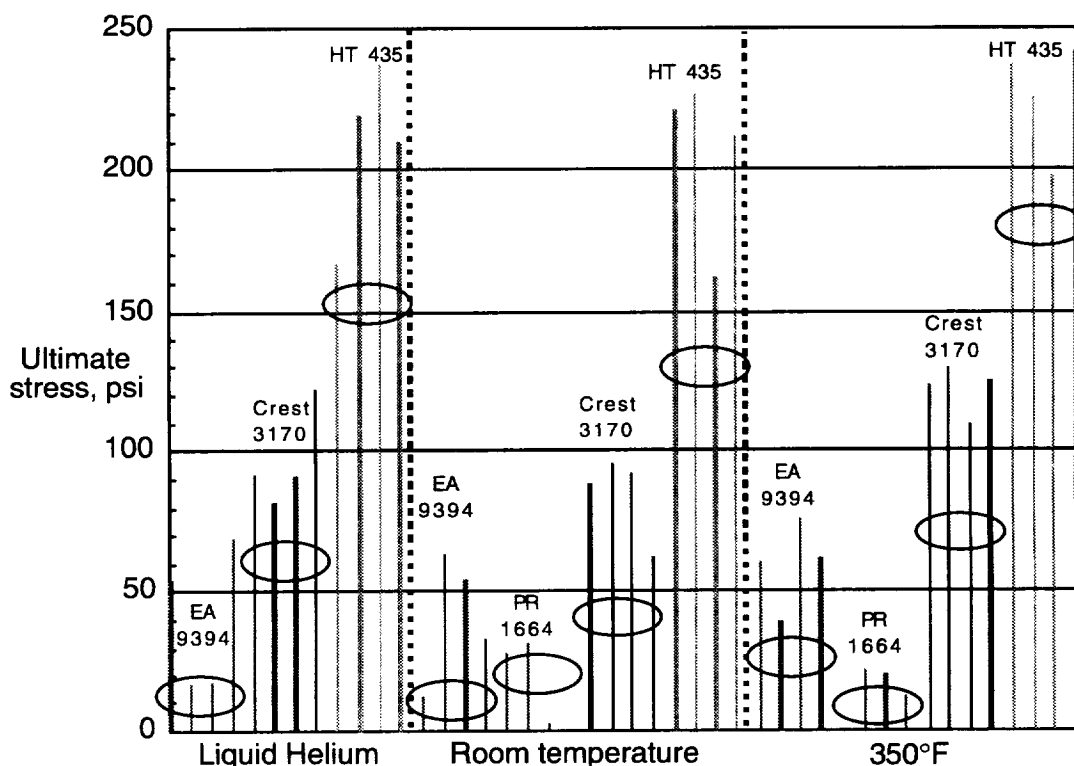 250
200
150
100
50
0
Ultimate
stress, psi
HT 435
Crest
3170
EA
9394
Liquid Helium
HT 435
Crest
3170
EA
9394
PR
1664
Room temperature
HT 435
Crest
3170
EA
9394
PR
1664
350°F